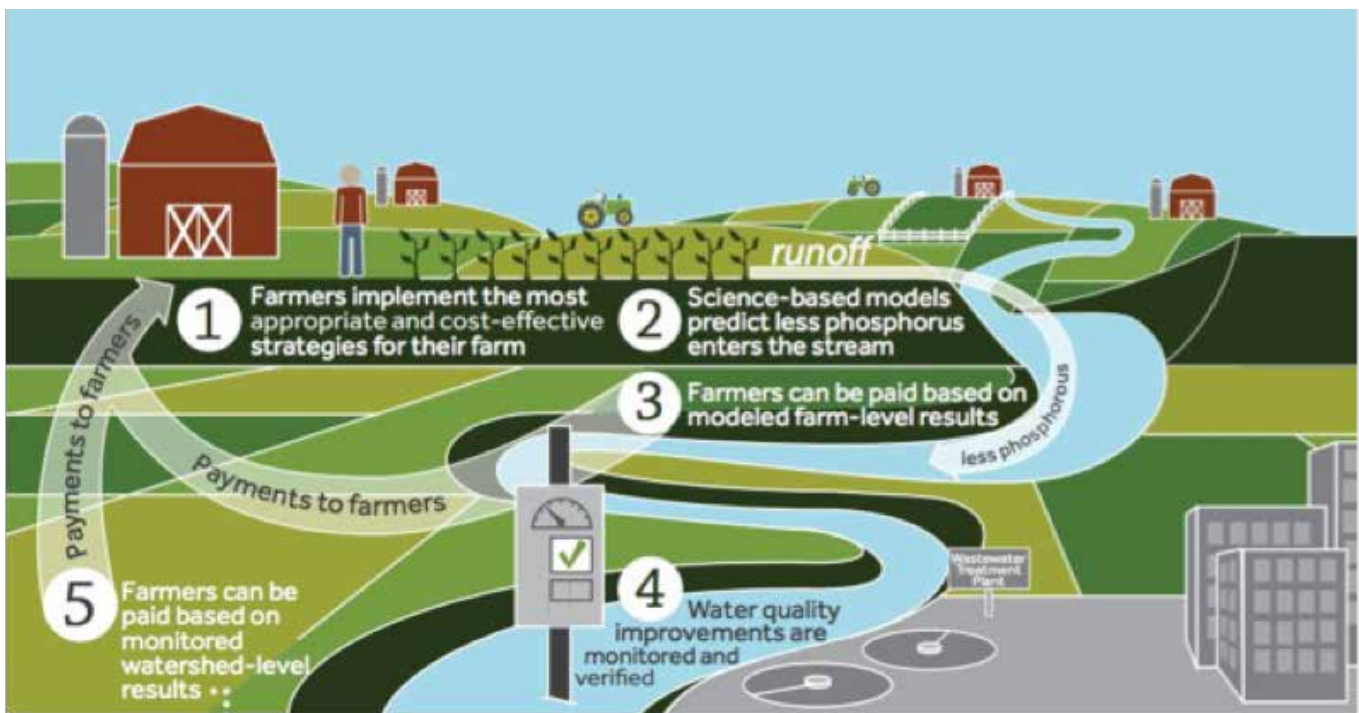 runoff
1
Farmers implement the most
appropriate and cost-effective
strategies for their farm
2
Science-based models
predict less phosphorus
enters the stream
3
Farmers can be paid based on
modeled farm-level results
less phosphorous
Payments to farmers
Payments to farmers
4
Water quality
improvements are
monitored and
verified
Wastewater
Treatment
Plant
5
Farmers can be
paid based on
monitored
watershed-level
results